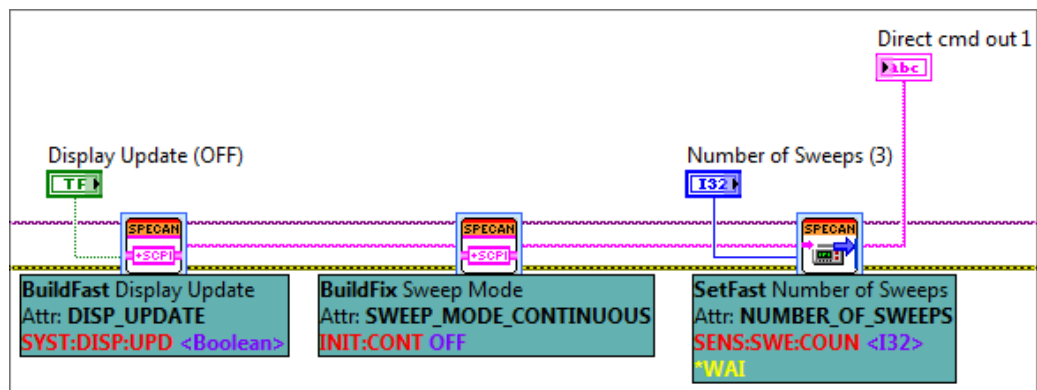 Direct cmd out 1
abc
Display Update (OFF)
TF
Number of Sweeps (3)
I32
SPECAN
+SCPI
SPECAN
+SCPI
SPECAN
BuildFast Display Update
Attr: DISP_UPDATE
SYST:DISP:UPD <Boolean>
BuildFix Sweep Mode
Attr: SWEEP_MODE_CONTINUOUS
INIT:CONT OFF
SetFast Number of Sweeps
Attr: NUMBER_OF_SWEEPS
SENS:SWE:COUN <I32>
*WAI